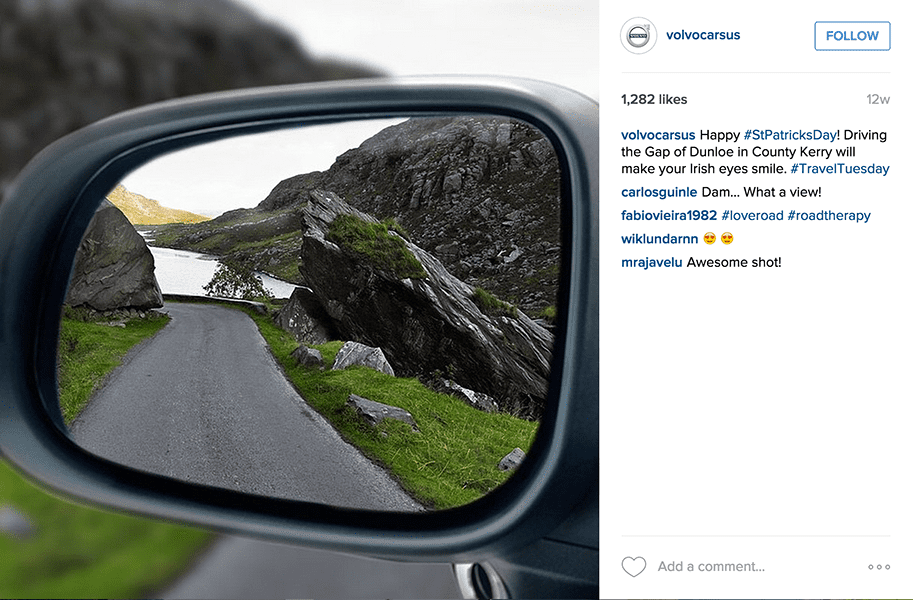 VOLVO
volvocarsus
FOLLOW
1,282 likes
12w
volvocarsus Happy #StPatricksDay! Driving
the Gap of Dunloe in County Kerry will
make your Irish eyes smile. #TravelTuesday
carlosguinle Dam... What a view!
fabiovieira1982 #loveroad #roadtherapy
wiklundarnn 😍 😍
mrajavelu Awesome shot!
Add a comment...